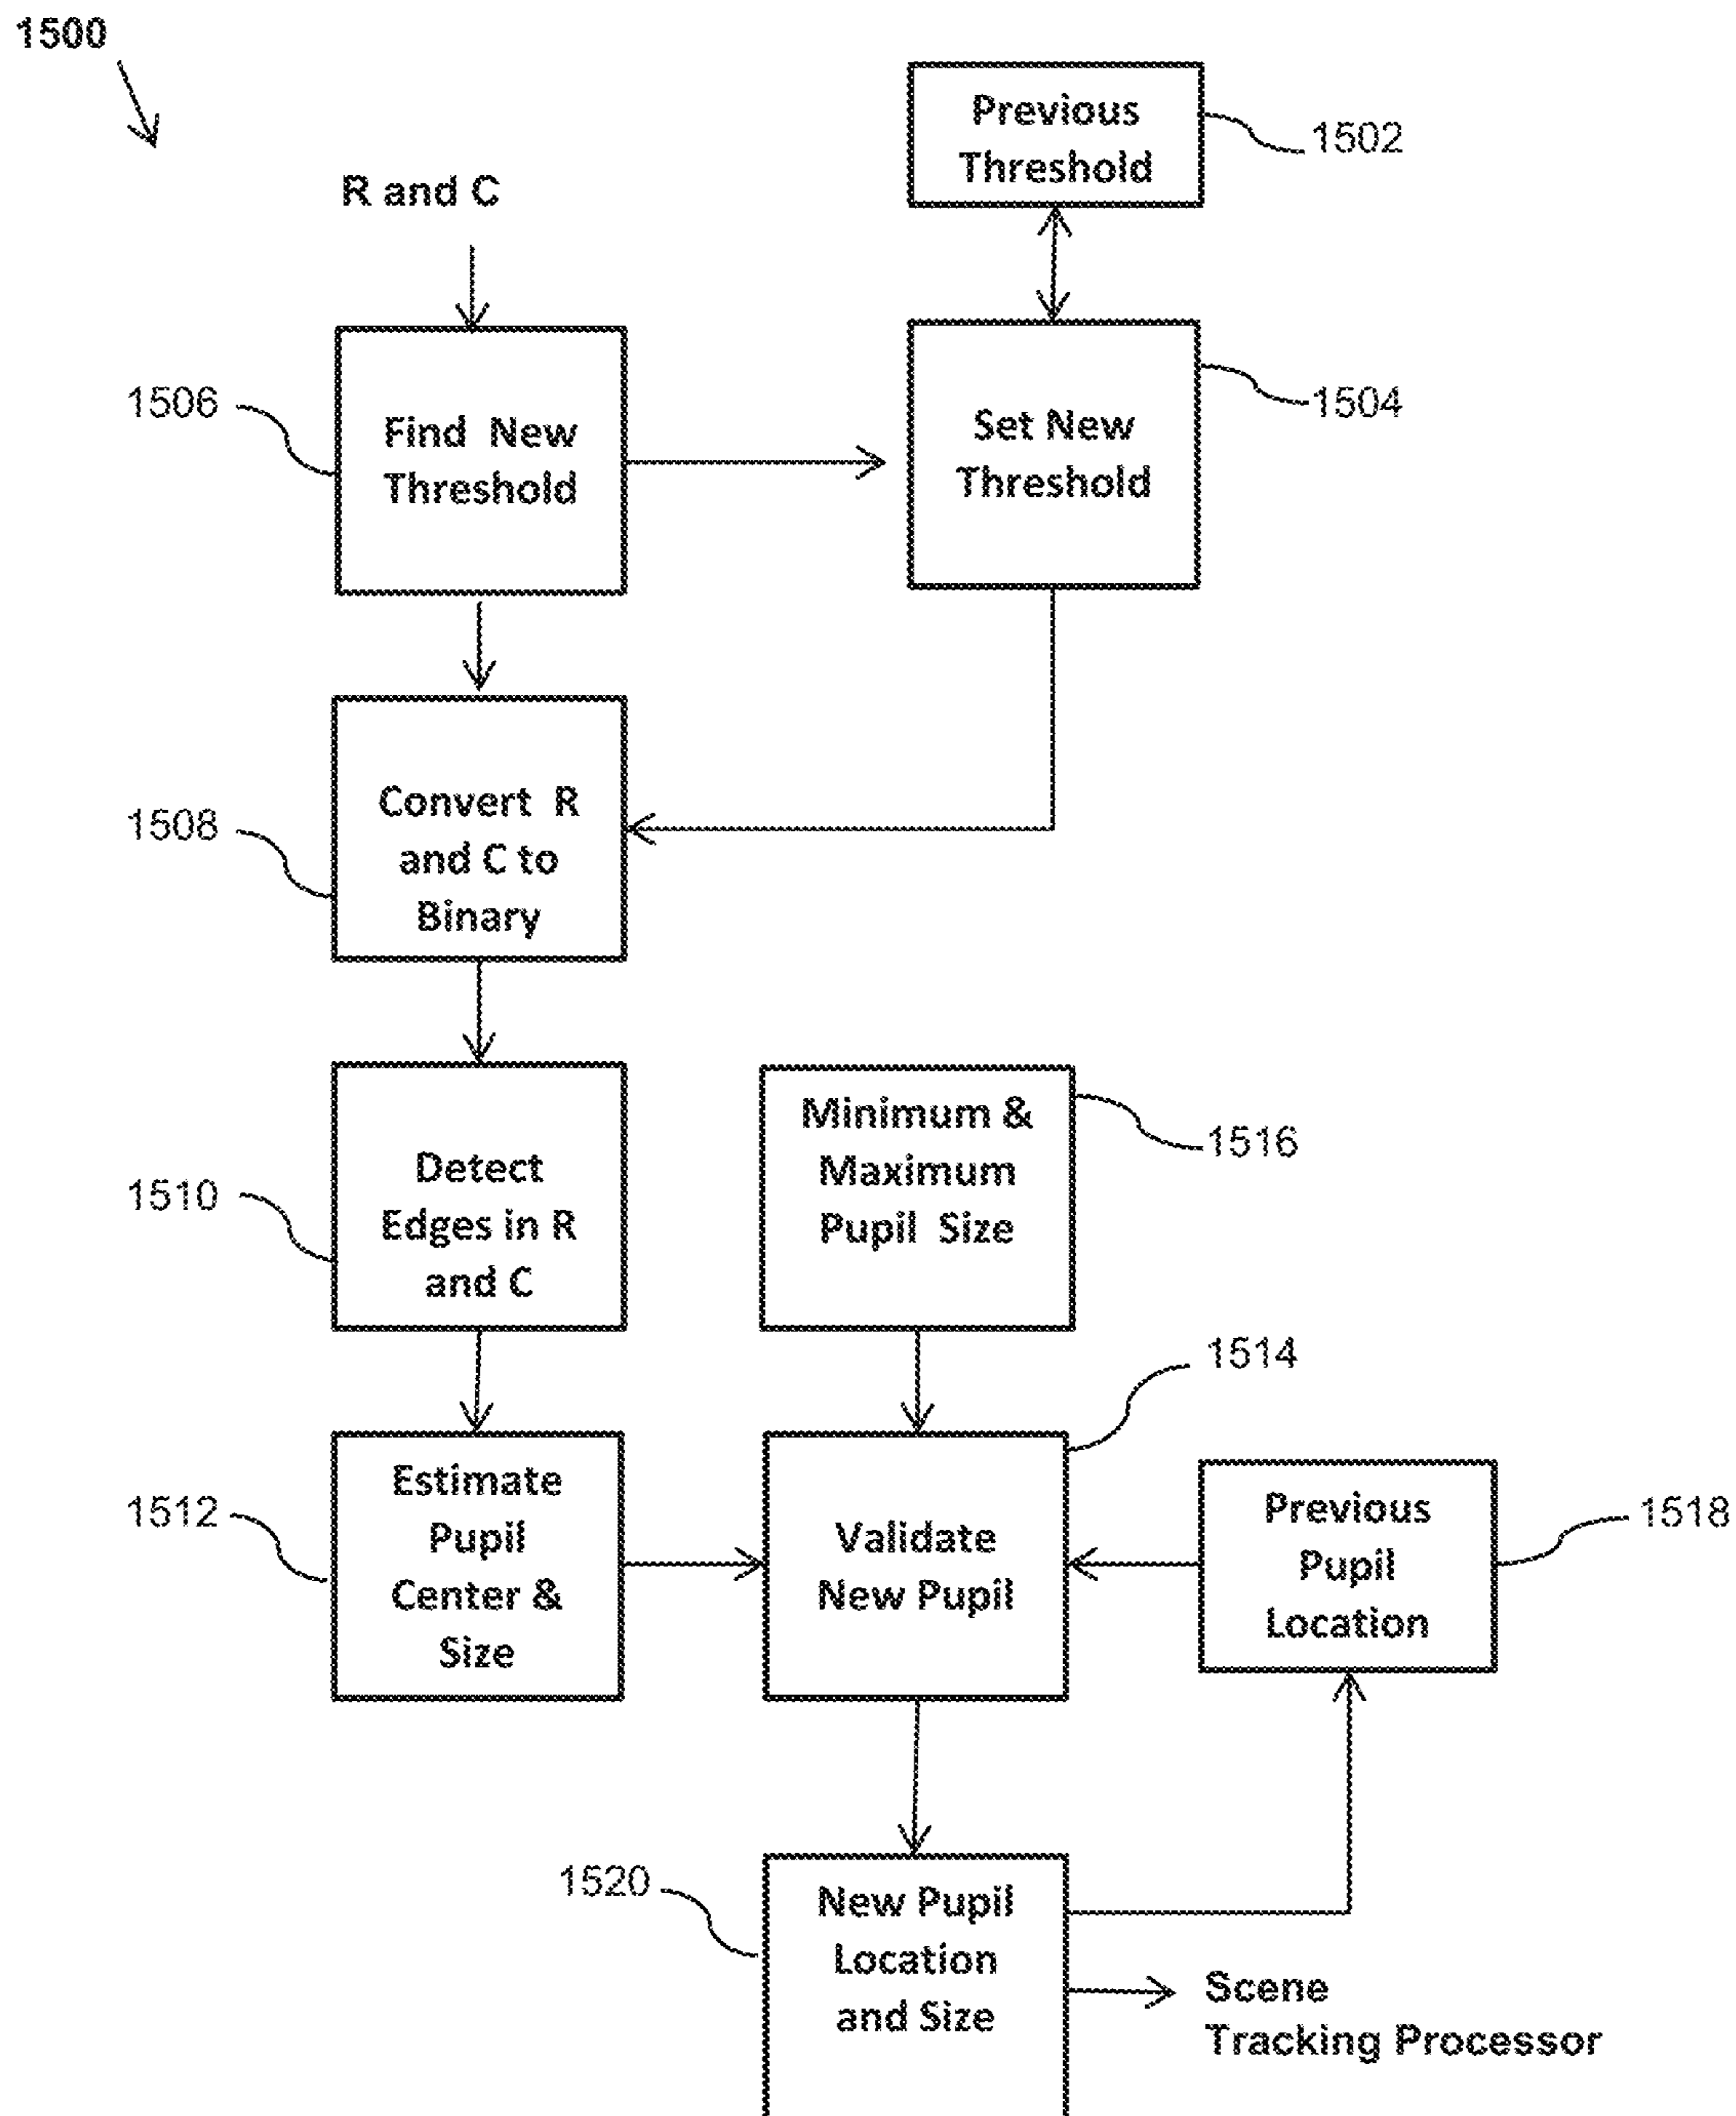 1500
Previous
Threshold
1502
R and C
Find New
Threshold
1506
Set New
Threshold
1504
Convert R
and C to
Binary
1508
Detect
Edges in R
and C
1510
Minimum &
Maximum
Pupil Size
1516
1514
Estimate
Pupil
Center &
Size
1512
Validate
New Pupil
Previous
Pupil
Location
1518
1520
New Pupil
Location
and Size
Scene
Tracking Processor